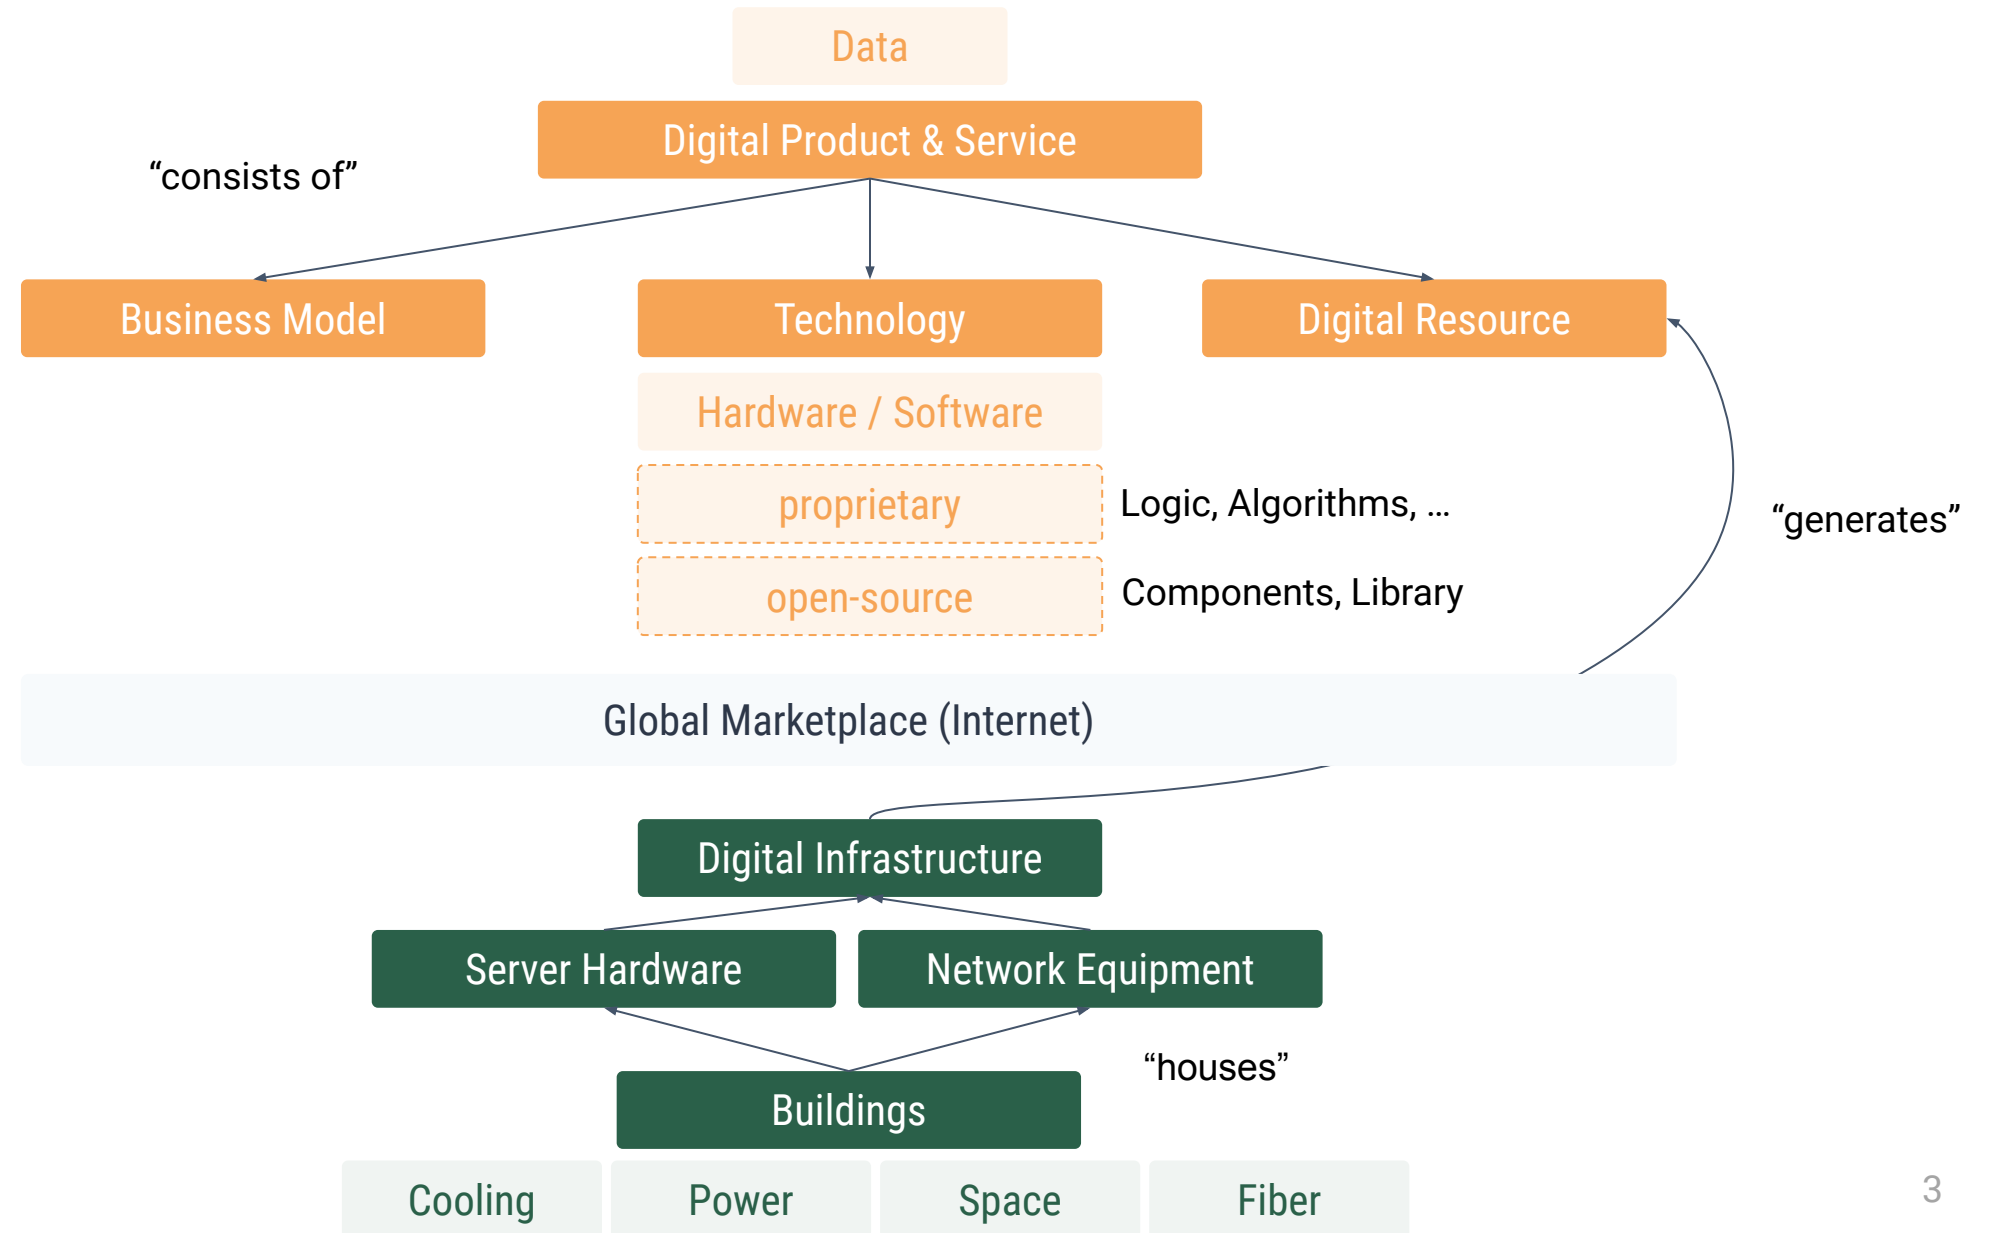 Data
Digital Product & Service
“consists of”
Business Model
Technology
Digital Resource
Hardware / Software
proprietary
Logic, Algorithms, ...
“generates”
open-source
Components, Library
Global Marketplace (Internet)
Digital Infrastructure
Server Hardware
Network Equipment
“houses”
Buildings
Cooling
Power
Space
Fiber
3